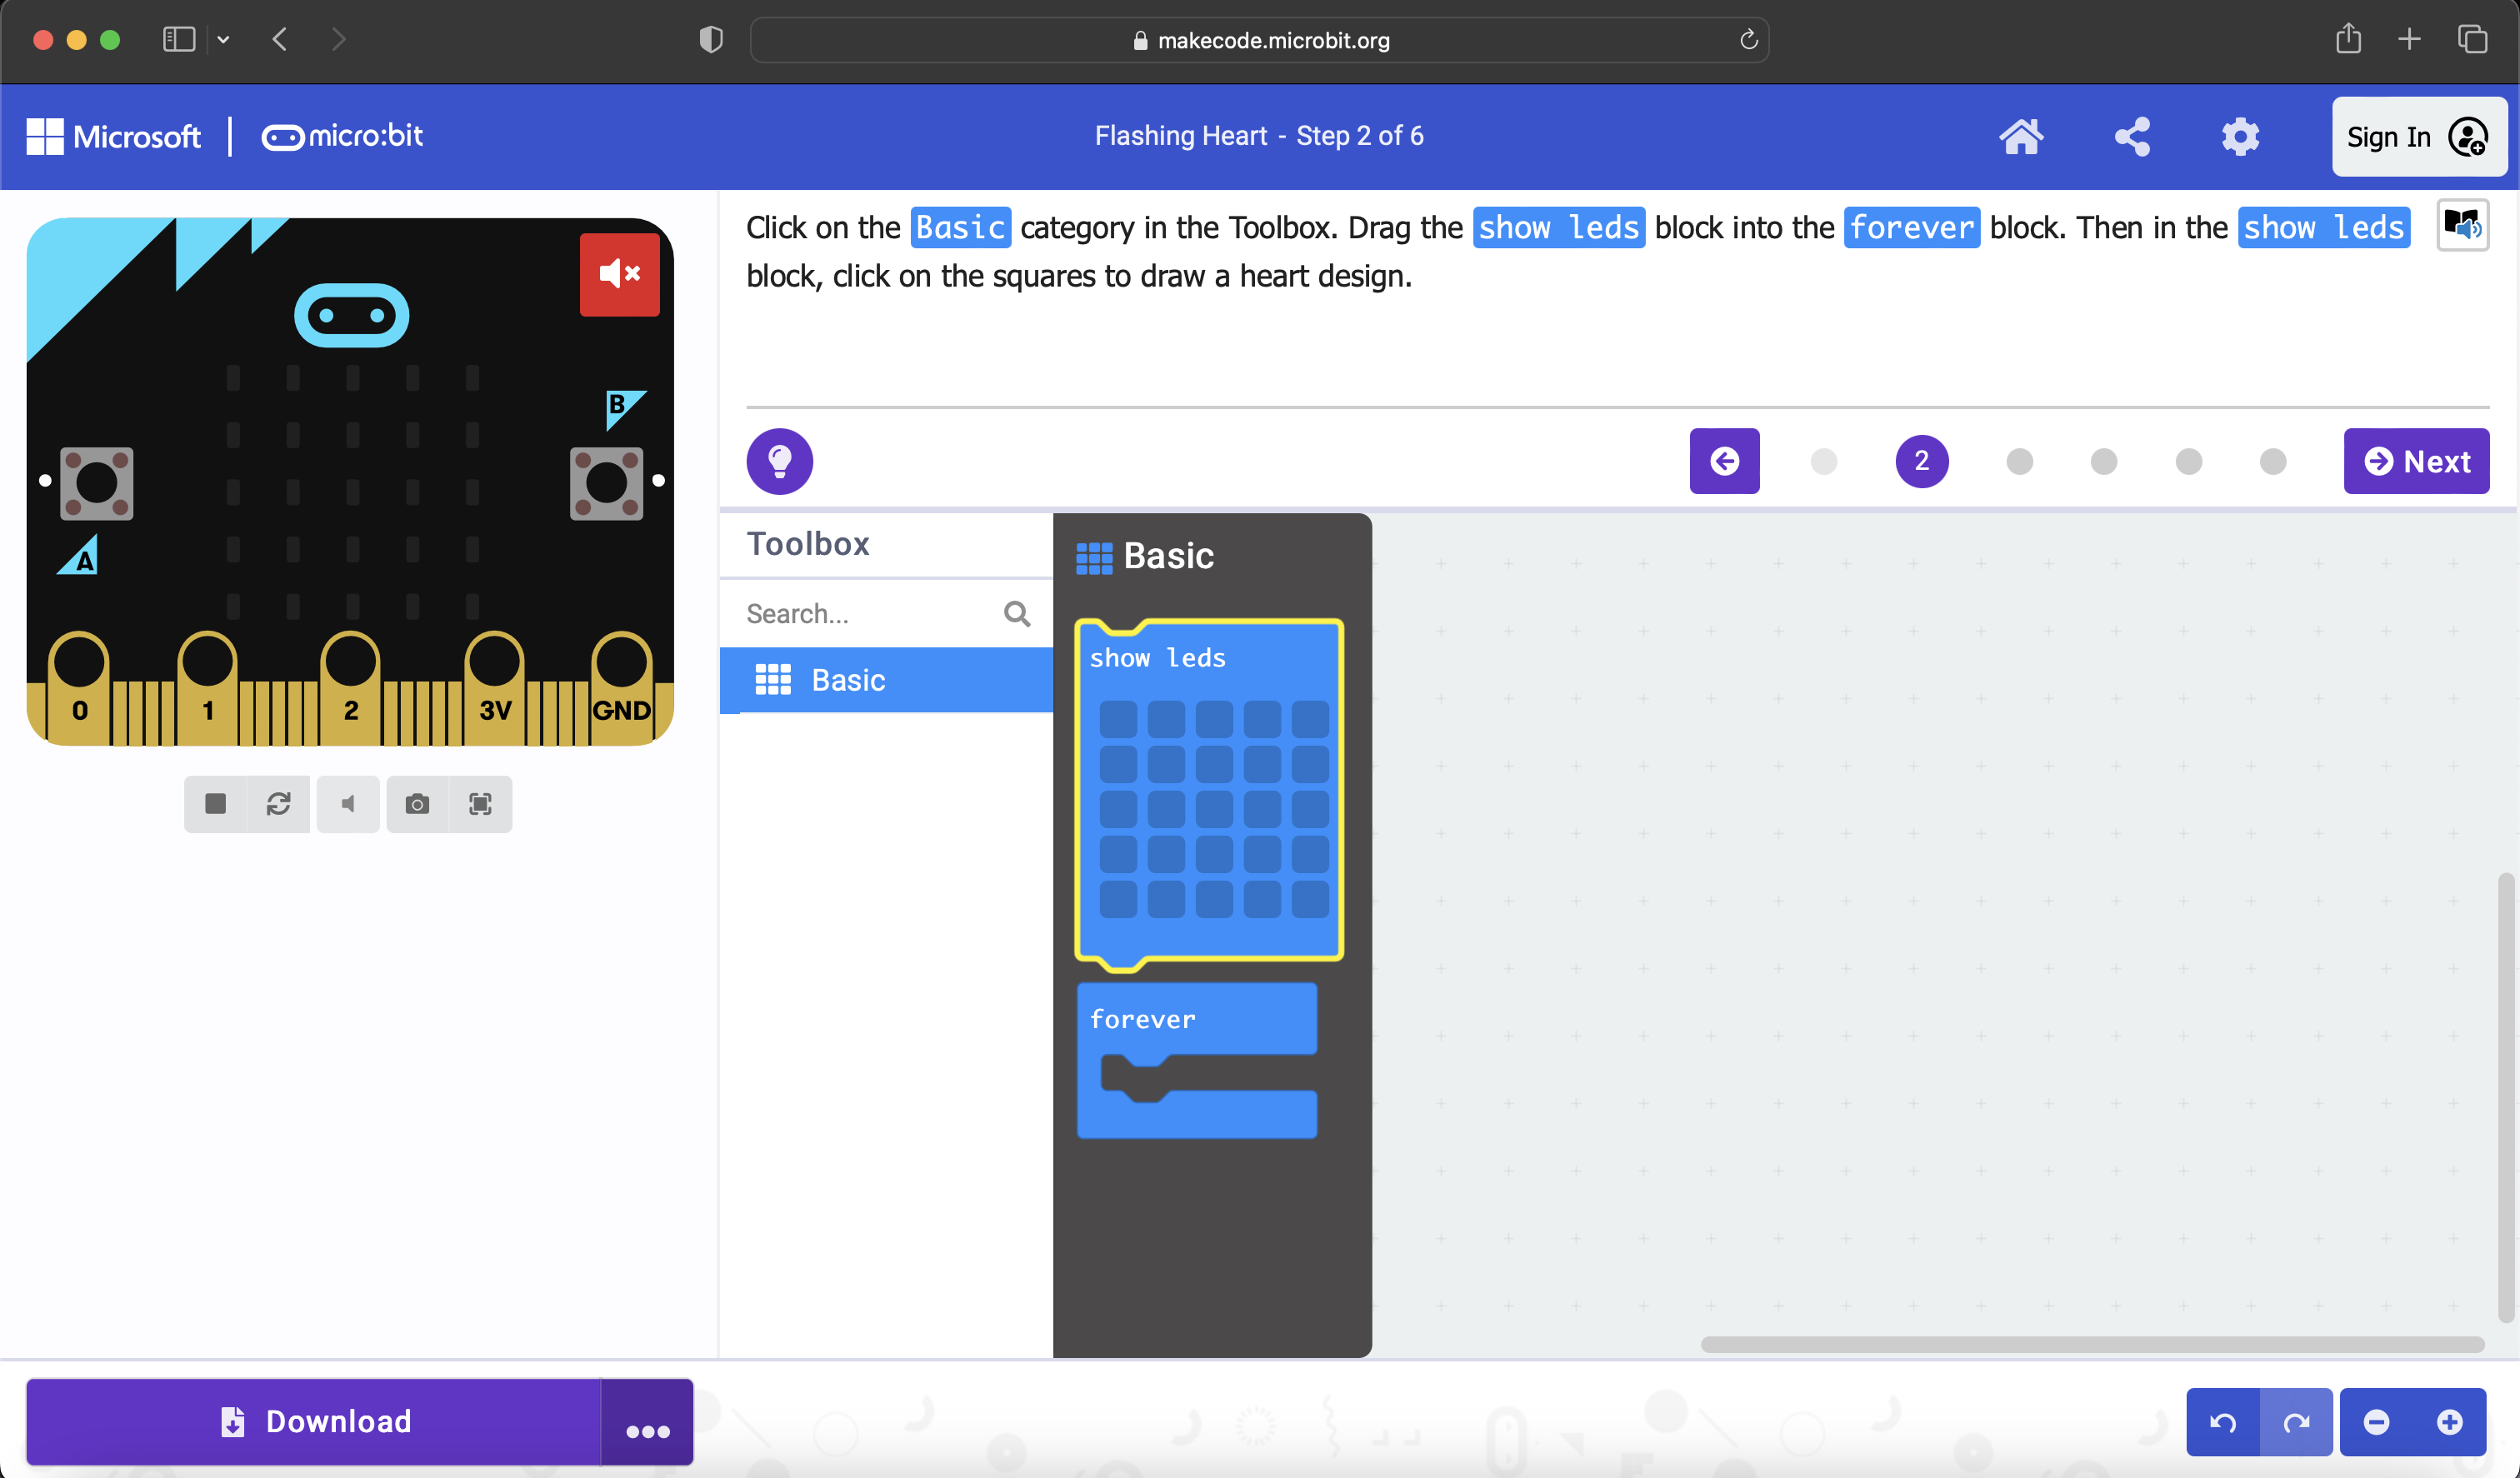 makecode.microbit.org
Microsoft
micro:bit
Flashing Heart - Step 2 of 6
Sign In
Click on the Basic category in the Toolbox. Drag the show leds block into the forever block. Then in the show leds
block, click on the squares to draw a heart design.
B
A
0 1 2 3V GND
2
Next
Toolbox
Search...
Basic
Basic
show leds
forever
Download